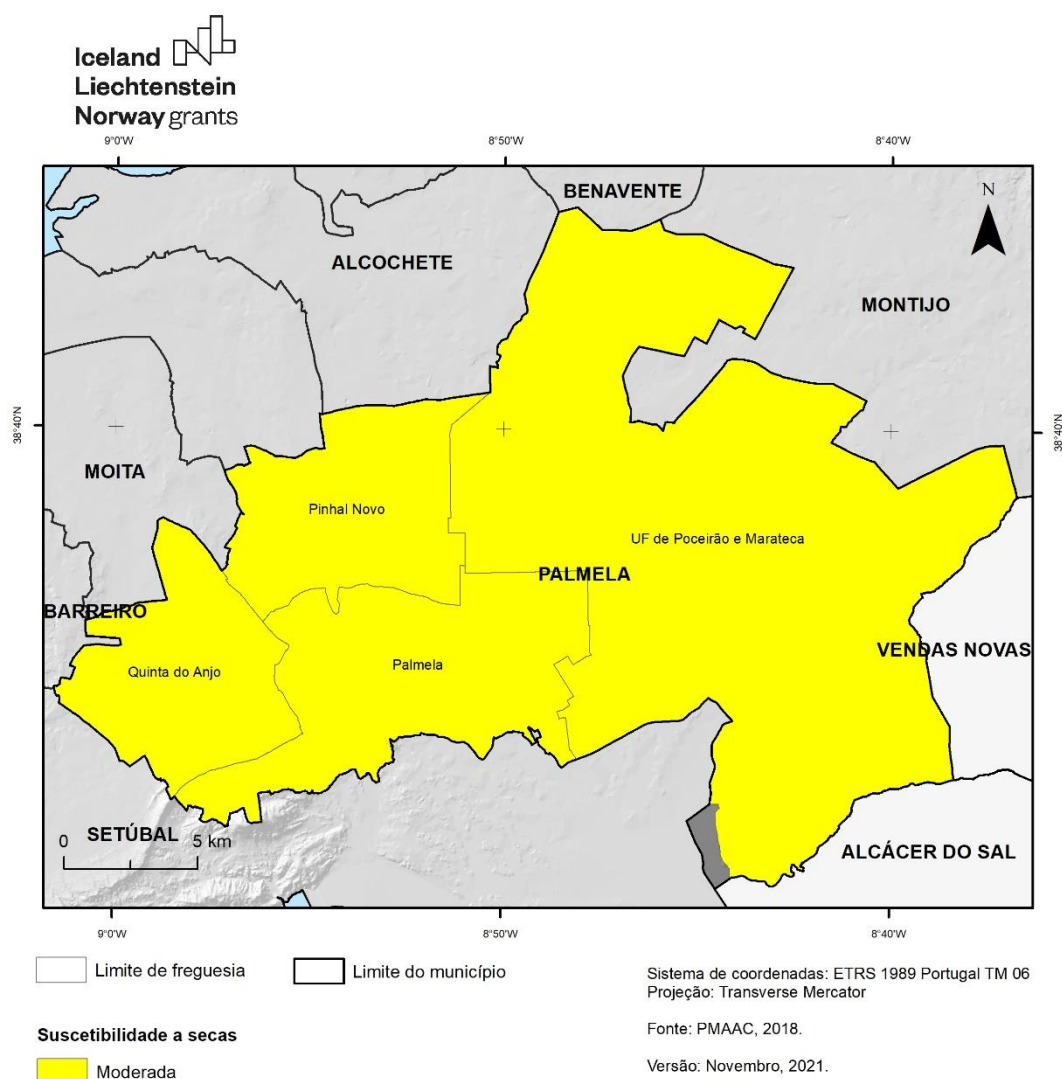 Iceland
Liechtenstein
Norway grants
9°0'W
8°50'W
8°40'W
BENAVENTE
N
ALCOCHETE
MONTIJO
38°40'N
38°40'N
MOITA
Pinhal Novo
UF de Poceirão e Marateca
PALMELA
BARREIRO
VENDAS NOVAS
Quinta do Anjo
Palmela
SETÚBAL
0
5 km
ALCÁCER DO SAL
9°0'W
8°50'W
8°40'W
Limite de freguesia
Limite do município
Sistema de coordenadas: ETRS 1989 Portugal TM 06
Projeção: Transverse Mercator
Fonte: PMAAC, 2018.
Versão: Novembro, 2021.
Suscetibilidade a secas
Moderada